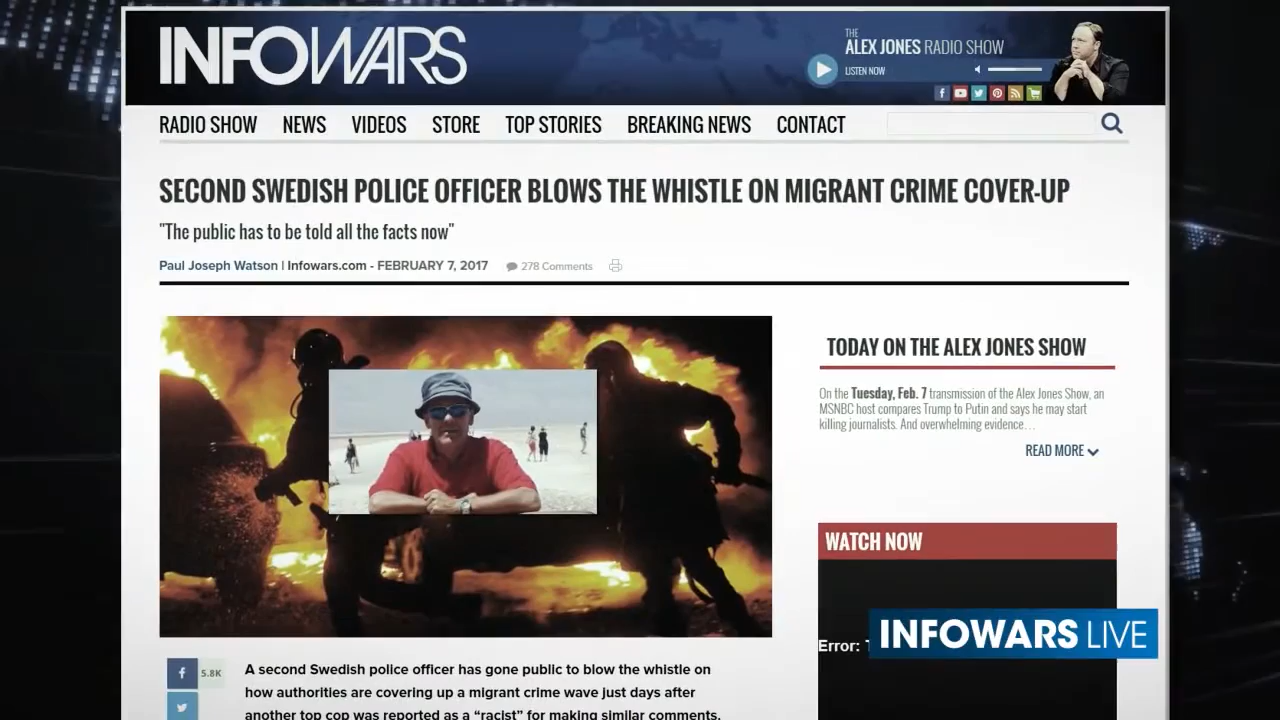 INFOWARS
THE
ALEX JONES RADIO SHOW
LISTEN NOW
RADIO SHOW NEWS VIDEOS STORE TOP STORIES BREAKING NEWS CONTACT
SECOND SWEDISH POLICE OFFICER BLOWS THE WHISTLE ON MIGRANT CRIME COVER-UP
"The public has to be told all the facts now"
Paul Joseph Watson | Infowars.com - FEBRUARY 7, 2017 278 Comments
TODAY ON THE ALEX JONES SHOW
On the Tuesday, Feb. 7 transmission of the Alex Jones Show, an
MSNBC host compares Trump to Putin and says he may start
killing journalists. And overwhelming evidence…
READ MORE
WATCH NOW
Error:
INFOWARS LIVE
5.8K
A second Swedish police officer has gone public to blow the whistle on
how authorities are covering up a migrant crime wave just days after
another top cop was reported as a “racist” for making similar comments.